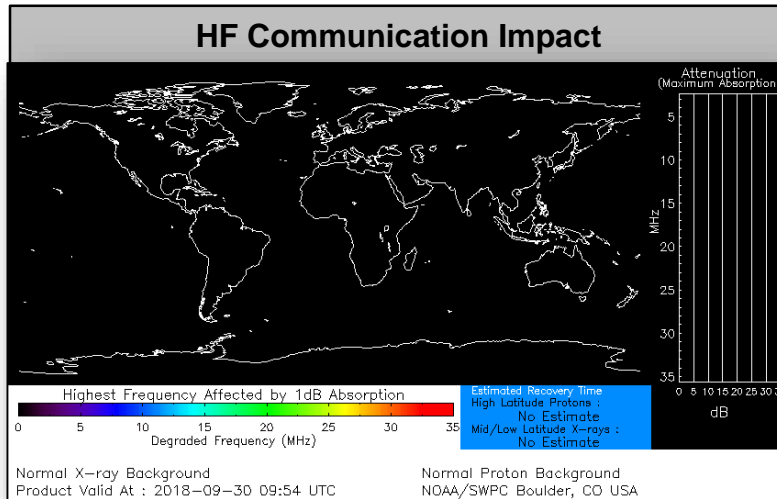 HF Communication Impact
Attenuation
(Maximum Absorption
5
10
15
20
25
30
35
MHz
0 5 10 15 20 25 30
dB
Highest Frequency Affected by 1dB Absorption
0 5 10 15 20 25 30 35
Degraded Frequency (MHz)
Estimated Recovery Time
High Latitude Protons :
No Estimate
Mid/Low Latitude X-rays :
No Estimate
Normal X-ray Background
Product Valid At : 2018-09-30 09:54 UTC
Normal Proton Background
NOAA/SWPC Boulder, CO USA